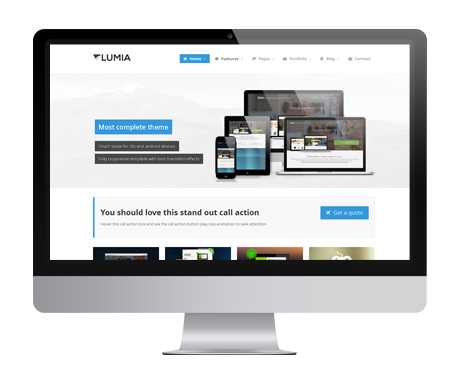 LUMIA
Home Features Pages Portfolio Blog Contact
Most complete theme
Touch swipe for iOs and android devices
Fully responsive template with tons transition effects
You should love this stand out call action
Get a quote
Hover this call action box and see the call action button play nice animation to seek attention